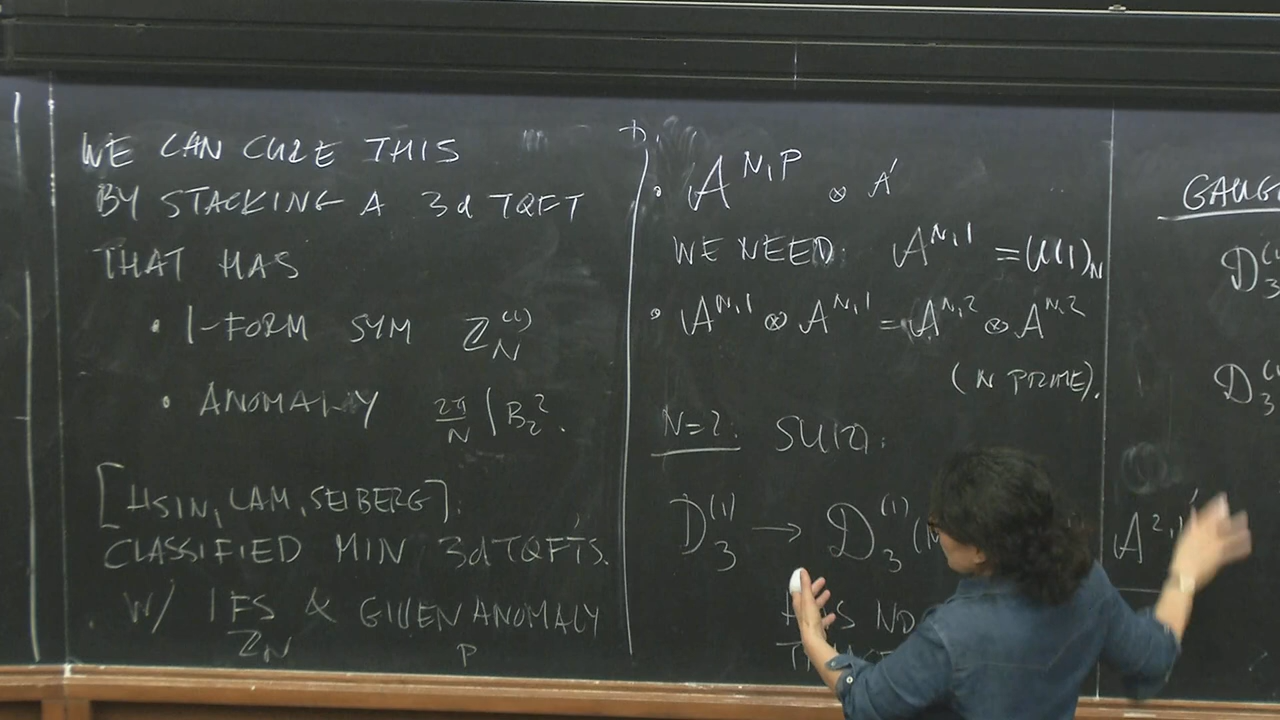 WE CAN CURE THIS
BY STACKING A 3d TQFT
THAT HAS
• 1-FORM SYM Z_N^(1)
• ANOMALY 2π/N ∫B_2^2.
[HSIN, LAM, SEIBERG]:
CLASSIFIED MIN 3d TQFT'S.
W/ 1FS & GIVEN ANOMALY
Z_N P
• A^{N,P} ⊗ A'
WE NEED: A^{N,1} = U(1)_N
• A^{N,1} ⊗ A^{N,1} = A^{N,2} ⊗ A^{N,2}
(N PRIME).
N=2: SU(2):
D_3^(1) → D_3^(1)
A^{2,1}
HAS NO
GAUG
D_3
D_3